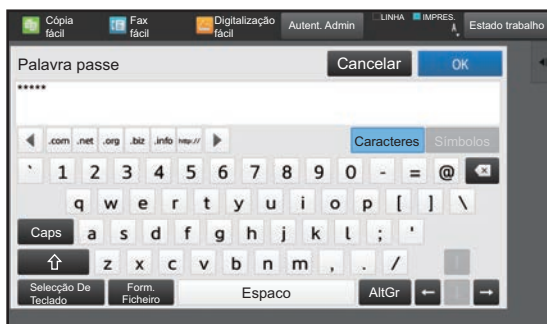 Cópia fácil
Fax fácil
Digitalização fácil
Autent. Admin
LINHA
IMPRES.
Estado trabalho
Palavra passe
Cancelar
OK
*****
.com .net .org .biz .info http://
Caracteres
Símbolos
` 1 2 3 4 5 6 7 8 9 0 - = @
q w e r t y u i o p [ ] \
Caps a s d f g h j k l ; '
z x c v b n m , . /
Selecção De Teclado
Form. Ficheiro
Espaco
AltGr